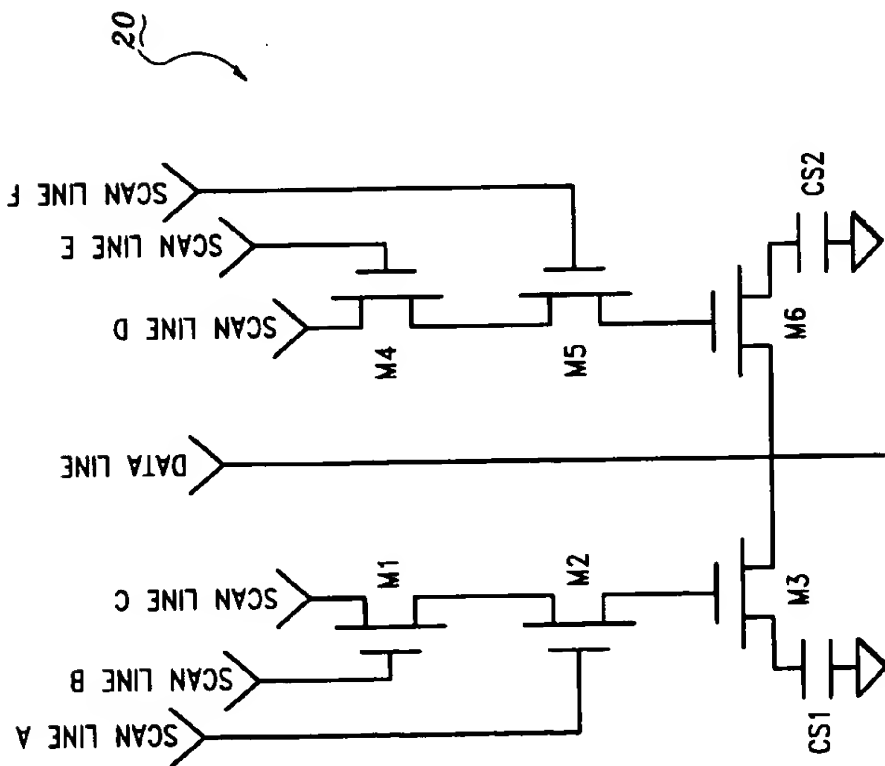 20
SCAN LINE F
SCAN LINE E
SCAN LINE D
DATA LINE
SCAN LINE C
SCAN LINE B
SCAN LINE A
M4
M5
M6
CS2
M1
M2
M3
CS1